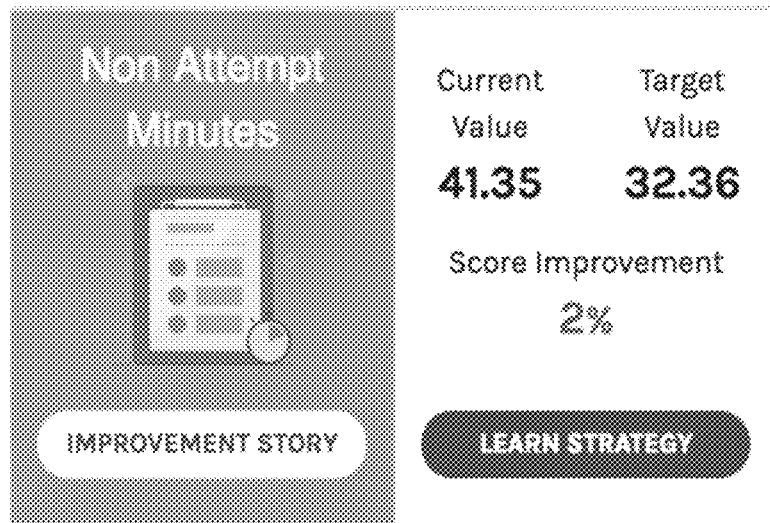 Non Attempt
Minutes
IMPROVEMENT STORY
Current
Value
41.35
Target
Value
32.36
Score Improvement
2%
LEARN STRATEGY